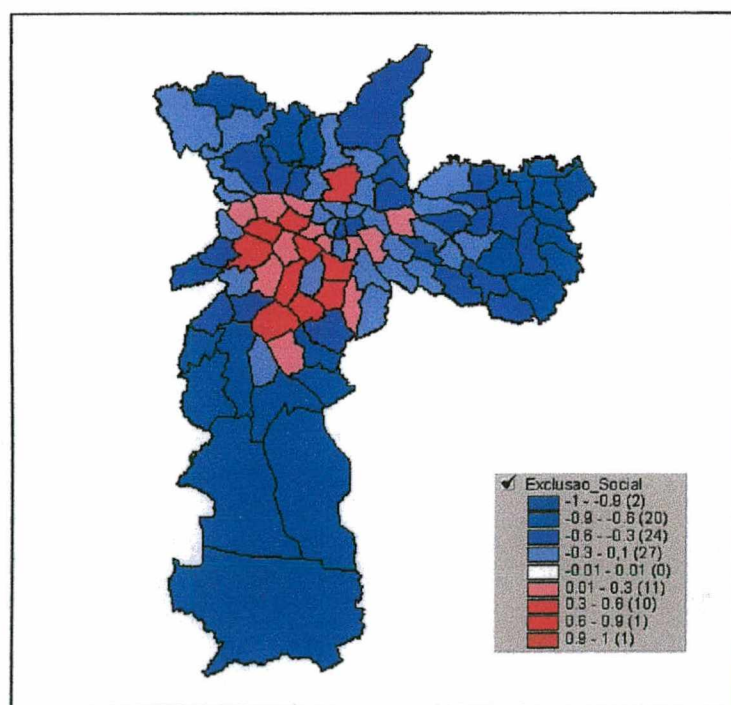 Exclusao_Social
-1 - -0.9 (2)
-0.9 - -0.6 (20)
-0.6 - -0.3 (24)
-0.3 - 0,1 (27)
-0.01 - 0.01 (0)
0.01 - 0.3 (11)
0.3 - 0.6 (10)
0.6 - 0.9 (1)
0.9 - 1 (1)